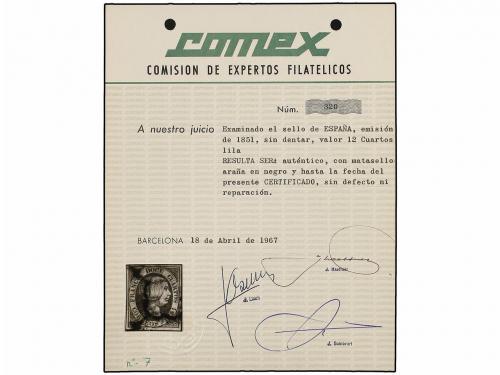 COMEX
COMISION DE EXPERTOS FILATELICOS
Núm. 320
A nuestro juicio Examinado el sello de ESPAÑA, emisión
de 1851, sin dentar, valor 12 Cuartos
lila
RESULTA SER: auténtico, con matasello
araña en negro y hasta la fecha del
presente CERTIFICADO, sin defecto ni
reparación.
BARCELONA 18 de Abril de 1967
nº-7